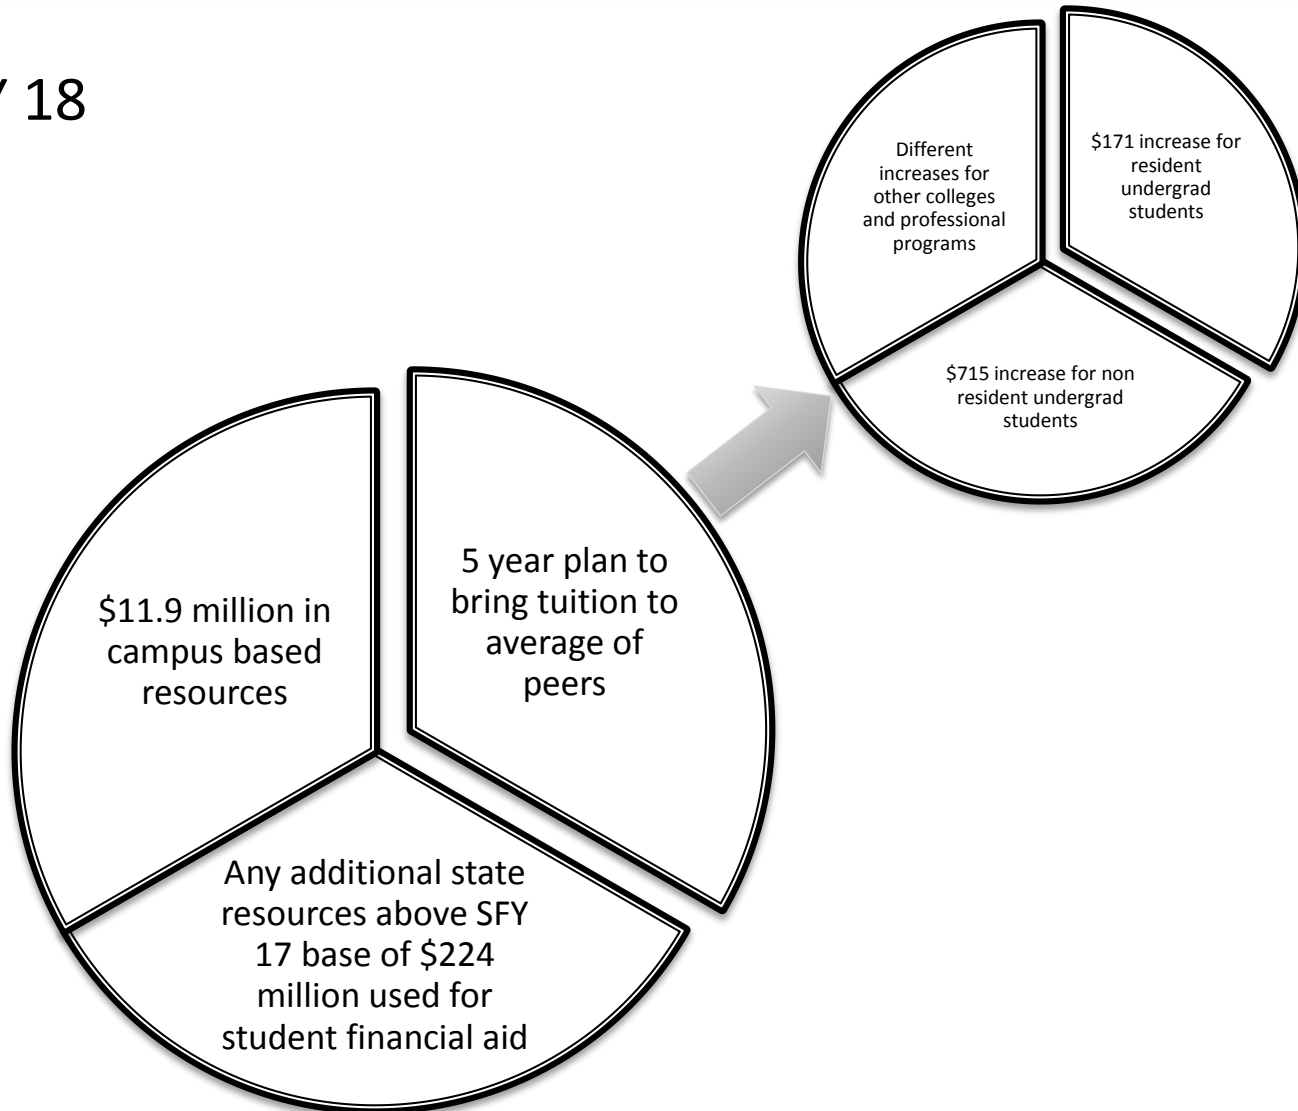 18
Different
increases for
other colleges
and professional
programs
$171 increase for
resident
undergrad
students
$715 increase for non
resident undergrad
students
$11.9 million in
campus based
resources
5 year plan to
bring tuition to
average of
peers
Any additional state
resources above SFY
17 base of $224
million used for
student financial aid